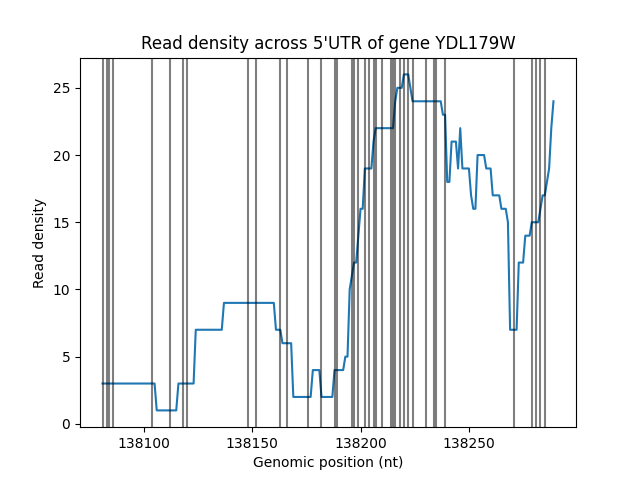 Read density across 5'UTR of gene YDL179W
25
20
15
10
5
0
Read density
138100 138150 138200 138250
Genomic position (nt)